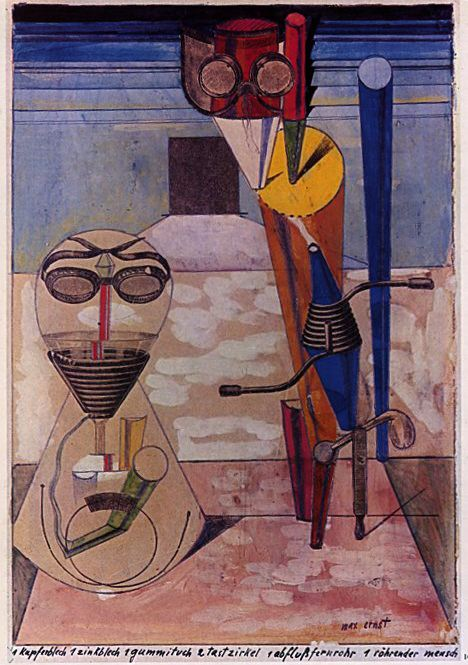 max ernst
1 kupferblech 1 zinkblech 1 gummituch 2 tastzirkel 1 abflußfernrohr 1 röhrender mensch